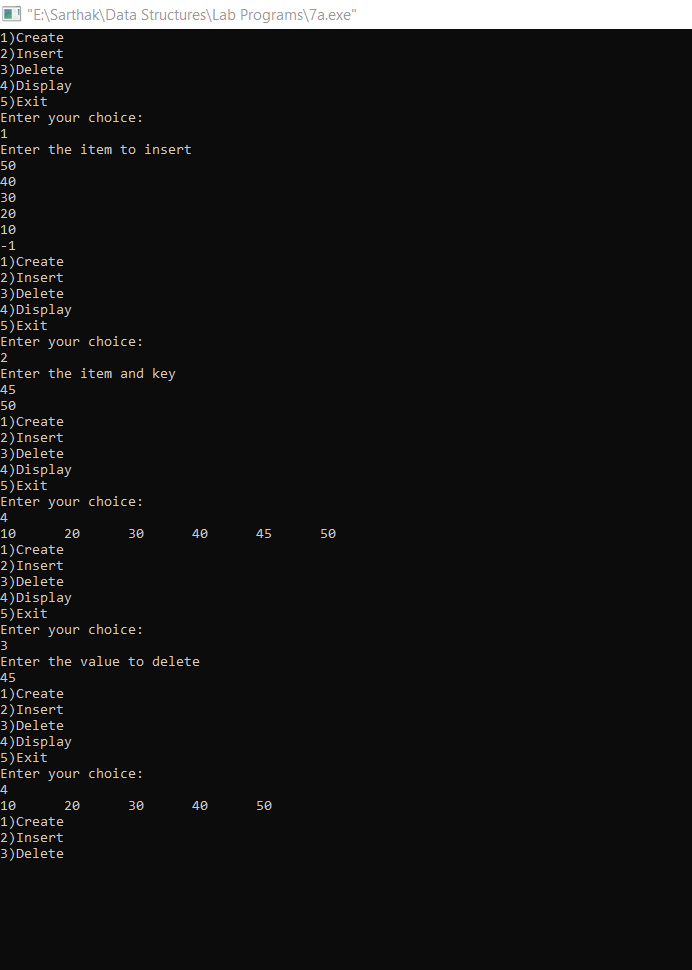 "E:\Sarthak\Data Structures\Lab Programs\7a.exe"
1)Create
2)Insert
3)Delete
4)Display
5)Exit
Enter your choice:
1
Enter the item to insert
50
40
30
20
10
-1
1)Create
2)Insert
3)Delete
4)Display
5)Exit
Enter your choice:
2
Enter the item and key
45
50
1)Create
2)Insert
3)Delete
4)Display
5)Exit
Enter your choice:
4
10 20 30 40 45 50
1)Create
2)Insert
3)Delete
4)Display
5)Exit
Enter your choice:
3
Enter the value to delete
45
1)Create
2)Insert
3)Delete
4)Display
5)Exit
Enter your choice:
4
10 20 30 40 50
1)Create
2)Insert
3)Delete